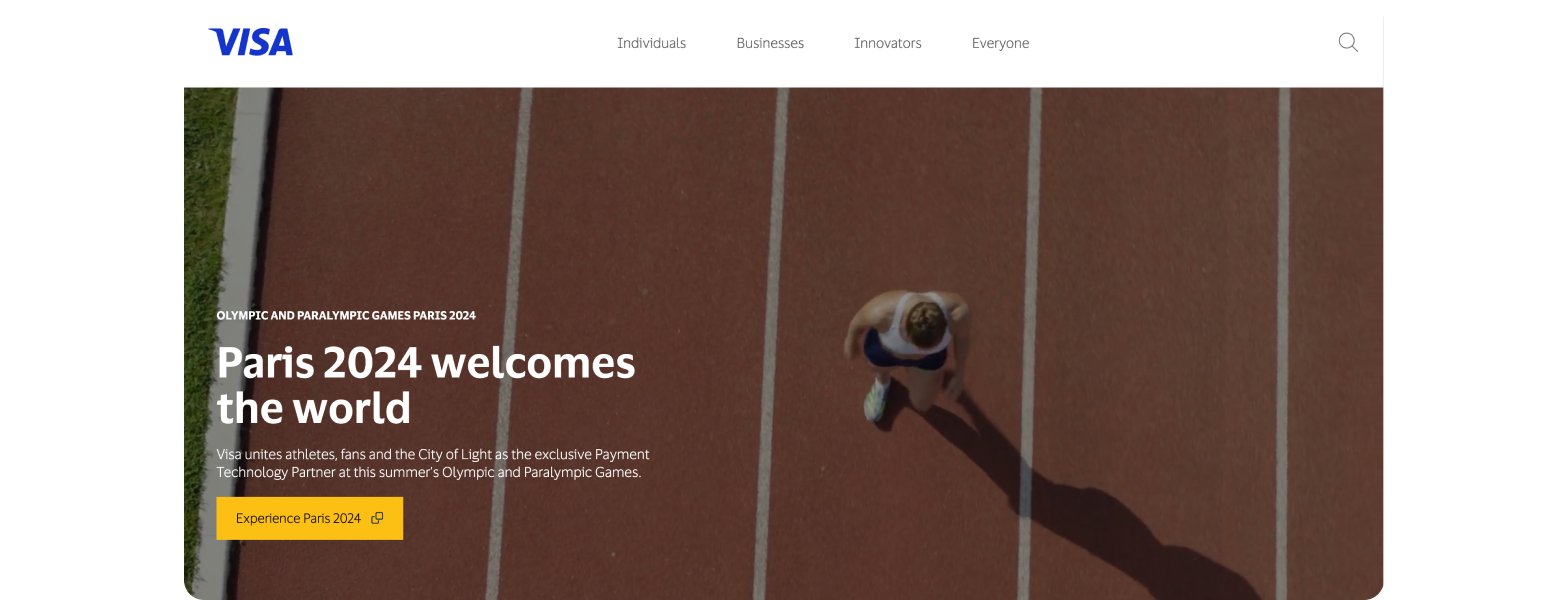 VISA
Individuals
Businesses
Innovators
Everyone
OLYMPIC AND PARALYMPIC GAMES PARIS 2024
Paris 2024 welcomes
the world
Visa unites athletes, fans and the City of Light as the exclusive Payment
Technology Partner at this summer's Olympic and Paralympic Games.
Experience Paris 2024